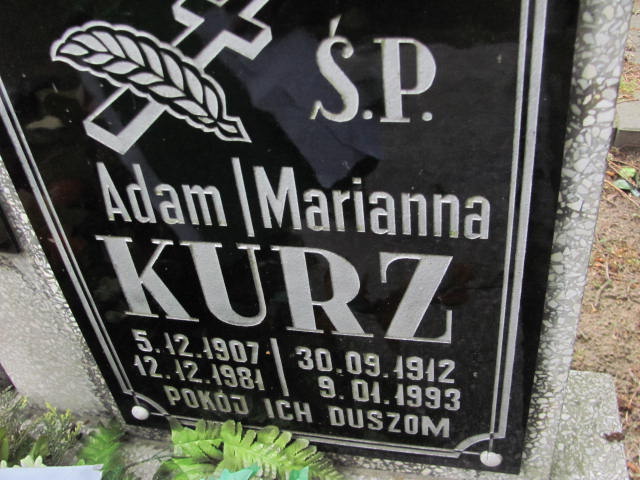 Ś.P.
Adam | Marianna
KURZ
5.12.1907 | 30.09.1912
12.12.1981 | 9.01.1993
POKÓJ ICH DUSZOM